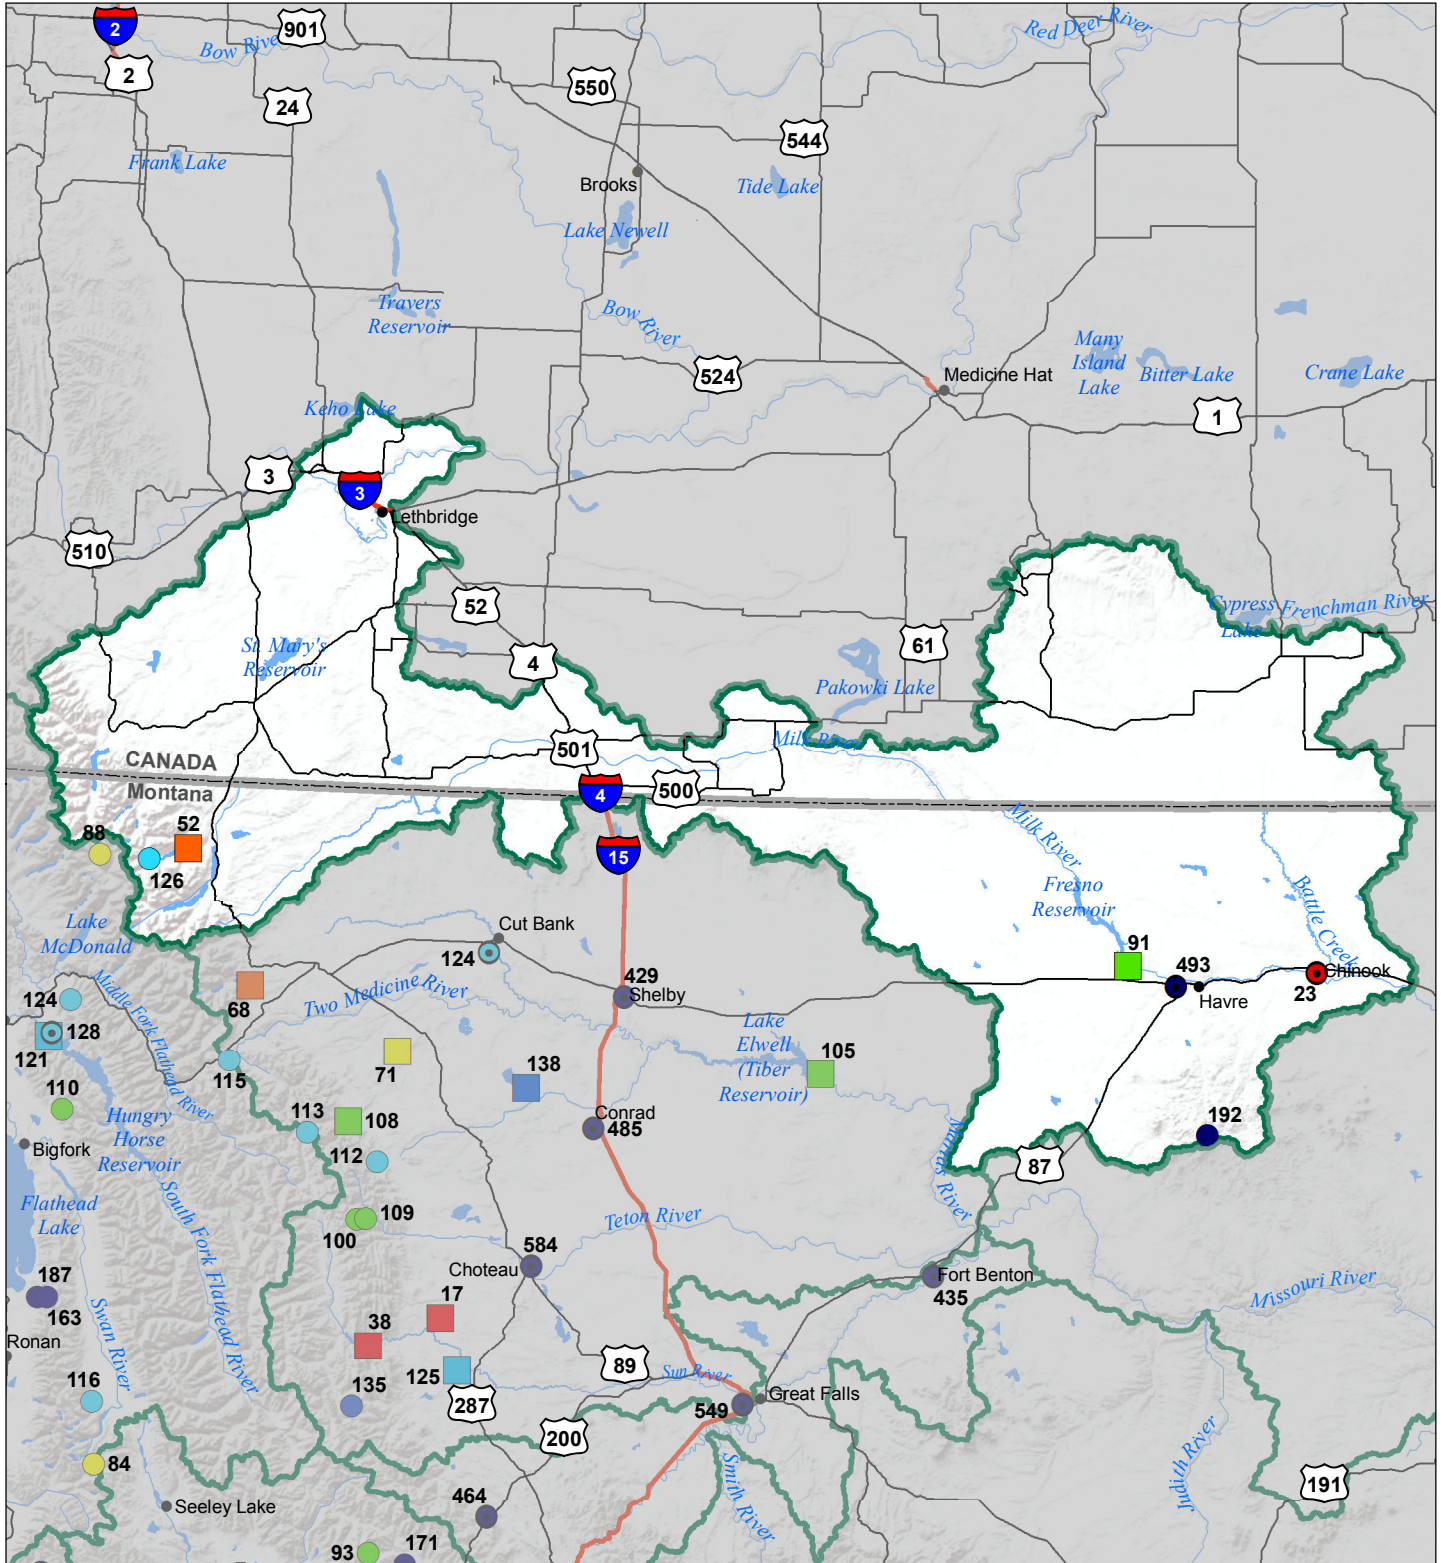 2
901
Bow River
Red Deer River
2
24
550
544
Frank Lake
Brooks
Tide Lake
Lake Newell
Travers
Reservoir
Bow River
Many
Island
Lake
Bitter Lake
Crane Lake
524
Medicine Hat
1
Keho Lake
3
3
Lethbridge
510
52
Cypress
Lake
Frenchman River
St. Mary's
Reservoir
4
61
Pakowki Lake
501
Milk River
CANADA
Montana
4
500
88
52
126
15
Milk River
Fresno
Reservoir
Battle Creek
Lake
McDonald
Cut Bank
124
91
493
Chinook
23
Havre
429
Shelby
Two Medicine River
Middle Fork Flathead River
68
124
128
121
115
71
138
Lake
Elwell
(Tiber
Reservoir)
105
110
Hungry
Horse
Reservoir
113
108
Conrad
485
192
Bigfork
112
87
Marias River
Flathead
Lake
South Fork Flathead River
109
100
Teton River
584
Choteau
Fort Benton
435
Missouri River
187
163
Swan River
17
38
Ronan
125
89
Sun River
116
135
287
549
Great Falls
200
84
Smith River
Judith River
191
Seeley Lake
464
93
171